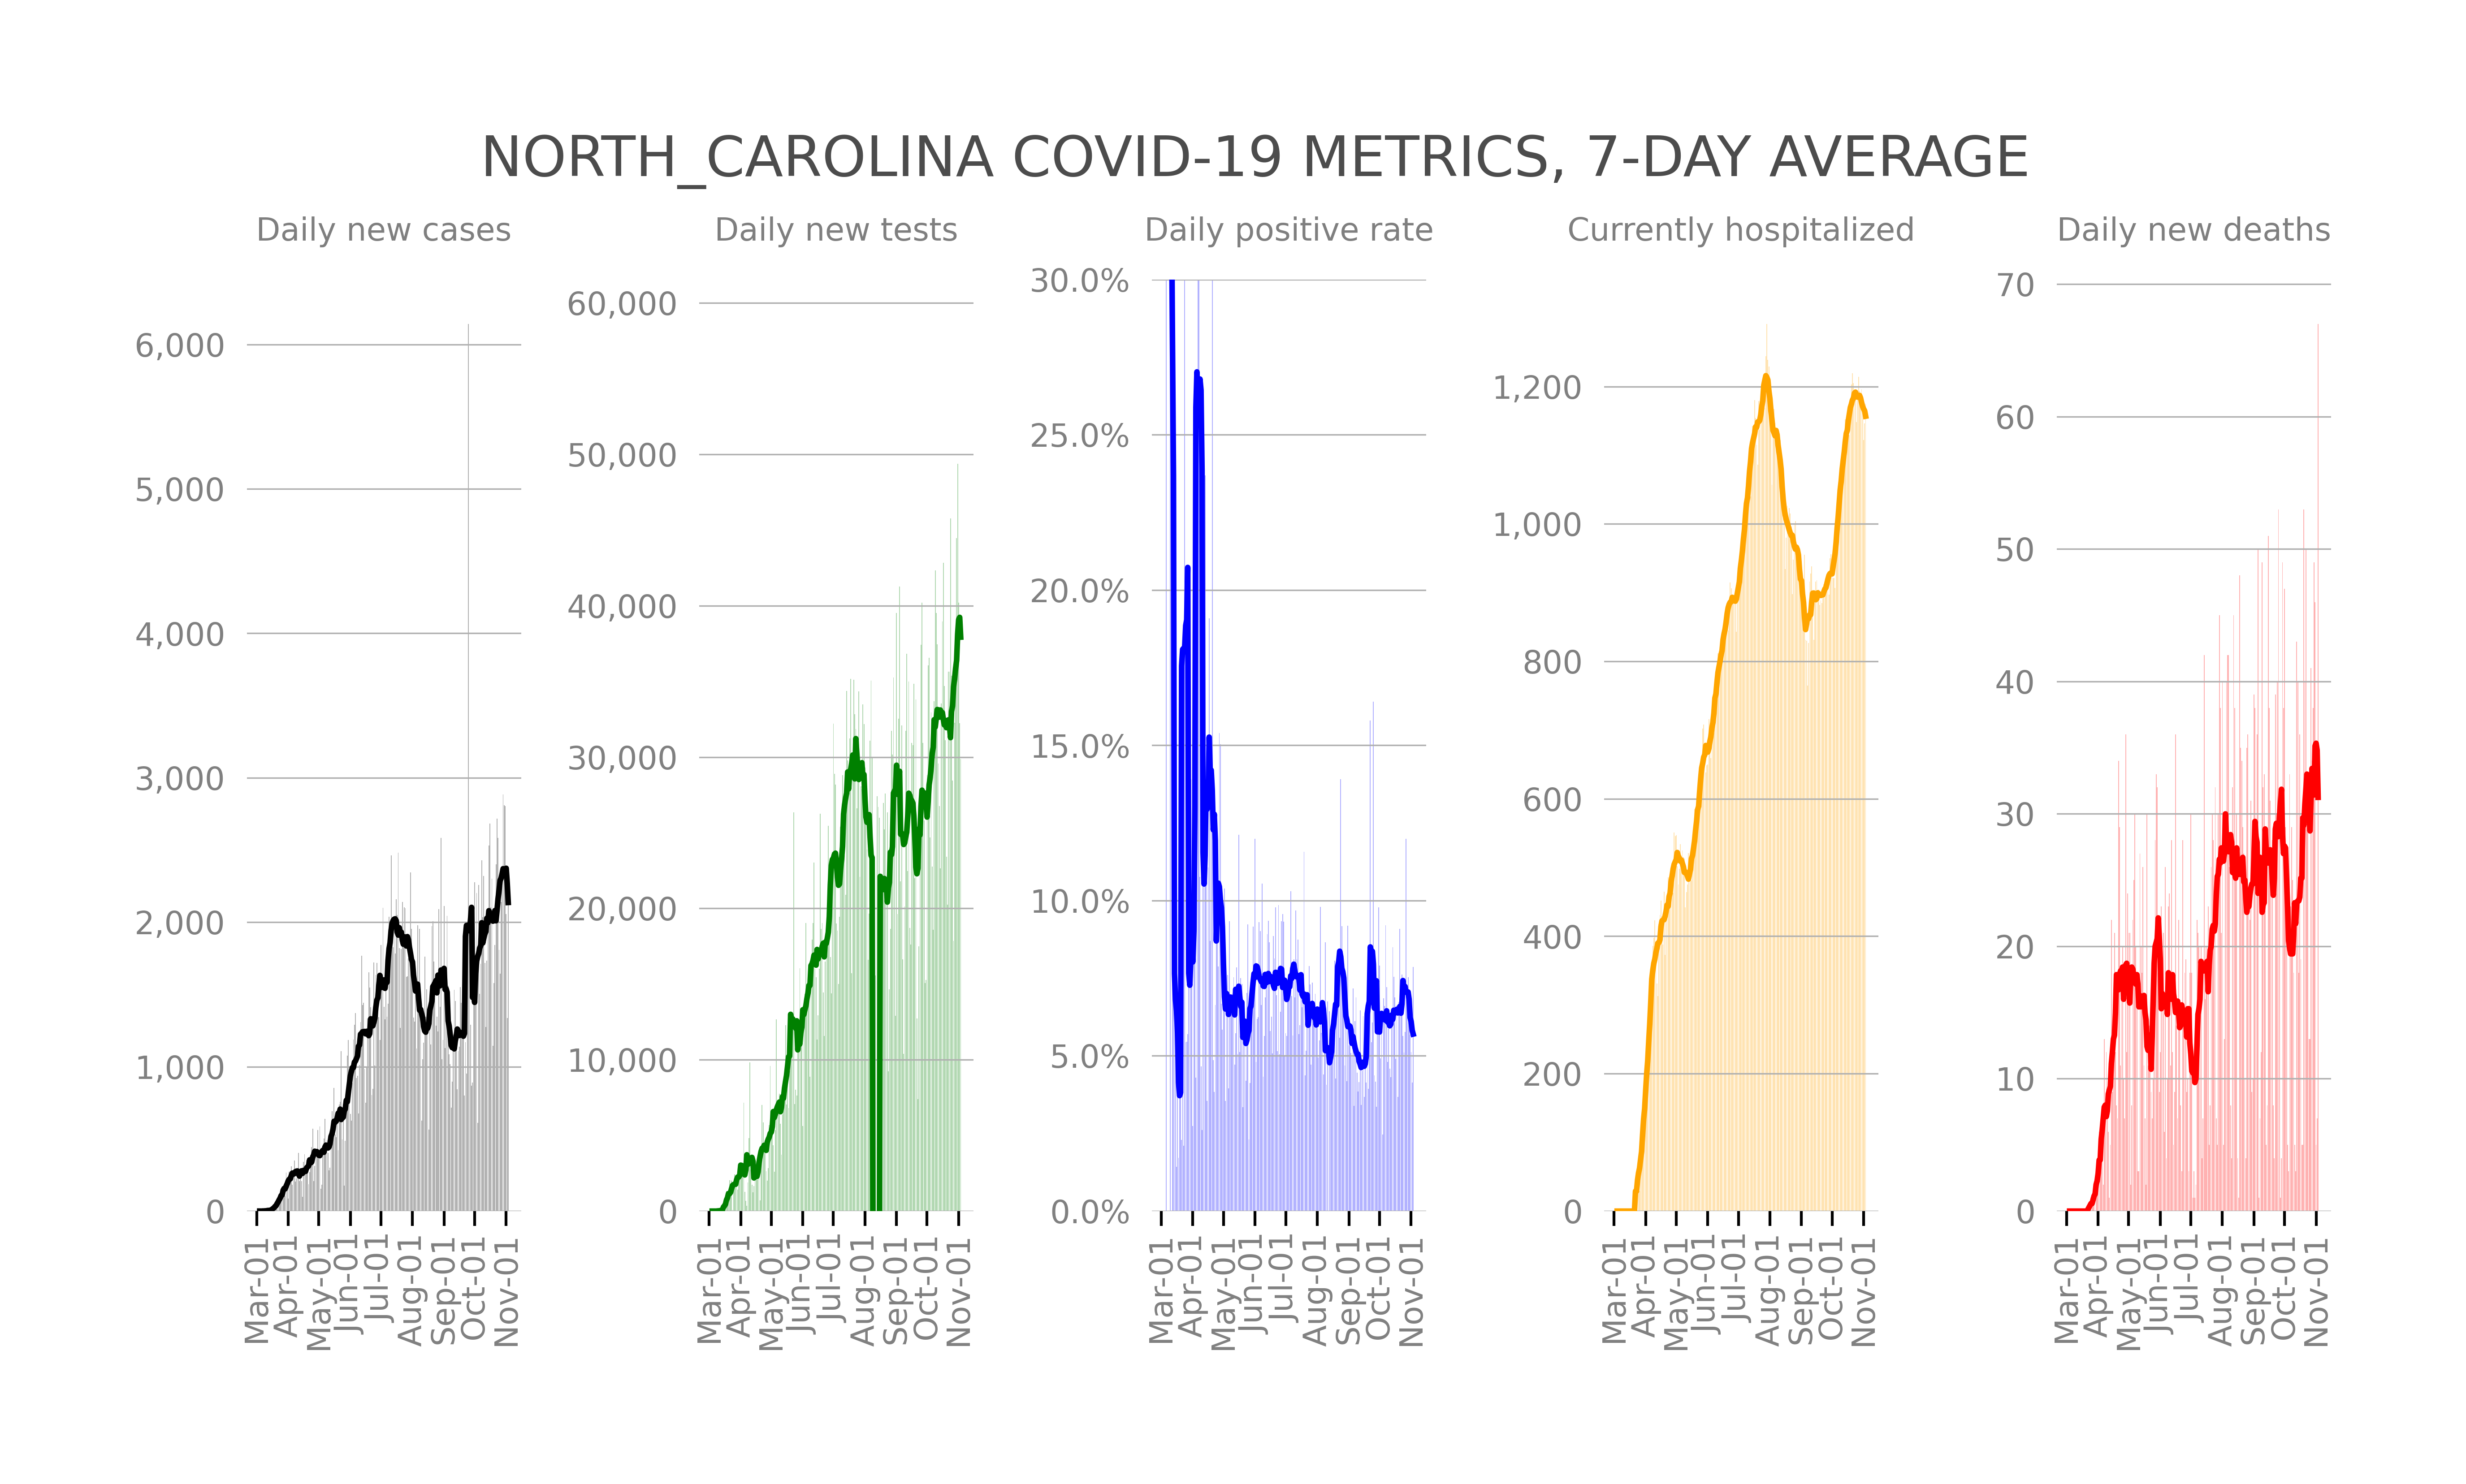 NORTH_CAROLINA COVID-19 METRICS, 7-DAY AVERAGE
Daily new cases
6,000
5,000
4,000
3,000
2,000
1,000
0
Mar-01
Apr-01
May-01
Jun-01
Jul-01
Aug-01
Sep-01
Oct-01
Nov-01
Daily new tests
60,000
50,000
40,000
30,000
20,000
10,000
0
Mar-01
Apr-01
May-01
Jun-01
Jul-01
Aug-01
Sep-01
Oct-01
Nov-01
Daily positive rate
30.0%
25.0%
20.0%
15.0%
10.0%
5.0%
0.0%
Mar-01
Apr-01
May-01
Jun-01
Jul-01
Aug-01
Sep-01
Oct-01
Nov-01
Currently hospitalized
1,200
1,000
800
600
400
200
0
Mar-01
Apr-01
May-01
Jun-01
Jul-01
Aug-01
Sep-01
Oct-01
Nov-01
Daily new deaths
70
60
50
40
30
20
10
0
Mar-01
Apr-01
May-01
Jun-01
Jul-01
Aug-01
Sep-01
Oct-01
Nov-01